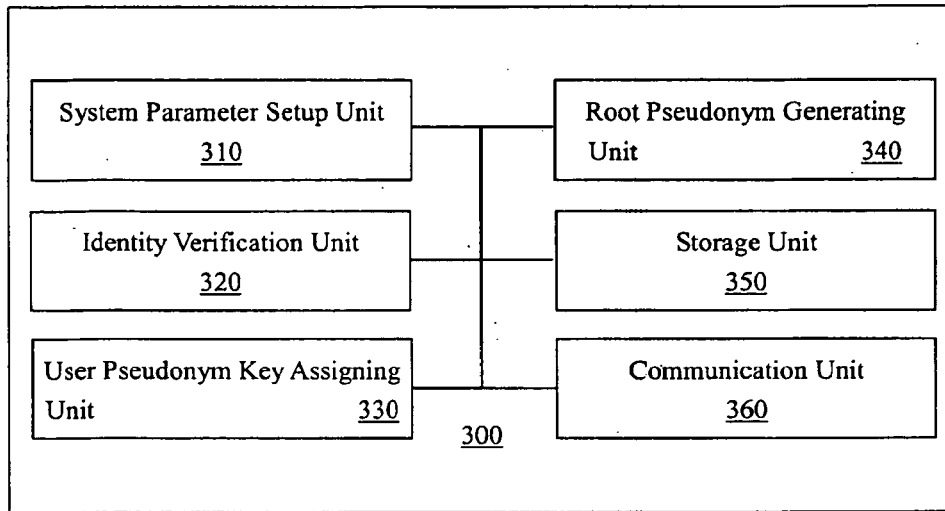 System Parameter Setup Unit
310
Root Pseudonym Generating
Unit 340
Identity Verification Unit
320
Storage Unit
350
User Pseudonym Key Assigning
Unit 330
Communication Unit
360
300